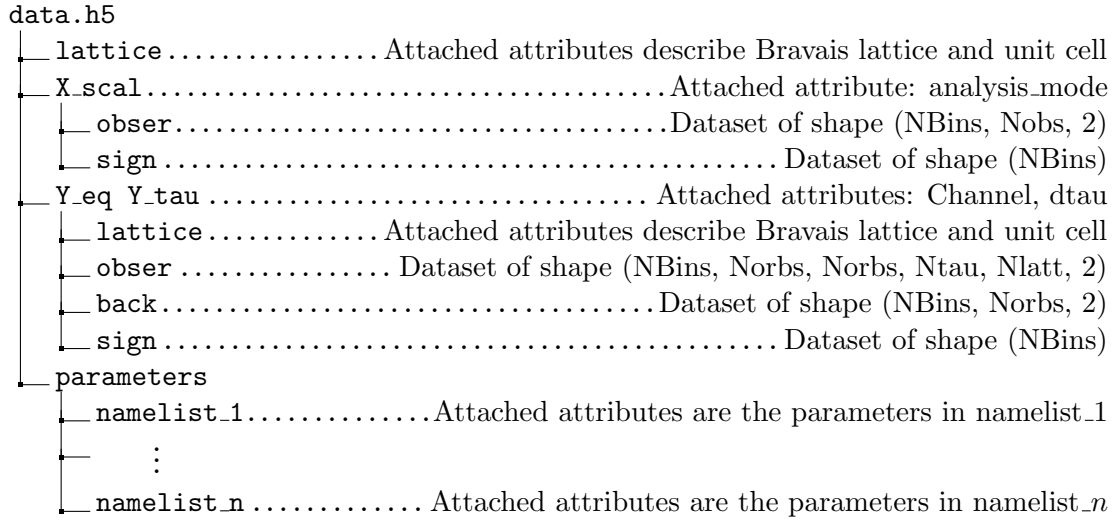 data.h5
lattice................Attached attributes describe Bravais lattice and unit cell
X_scal.......................................Attached attribute: analysis_mode
obser.....................................Dataset of shape (NBins, Nobs, 2)
sign..............................................Dataset of shape (NBins)
Y_eq Y_tau .................................Attached attributes: Channel, dtau
lattice.............Attached attributes describe Bravais lattice and unit cell
obser................Dataset of shape (NBins, Norbs, Norbs, Ntau, Nlatt, 2)
back.....................................Dataset of shape (NBins, Norbs, 2)
sign..............................................Dataset of shape (NBins)
parameters
namelist_1..............Attached attributes are the parameters in namelist_1
⋮
namelist_n.............Attached attributes are the parameters in namelist_n